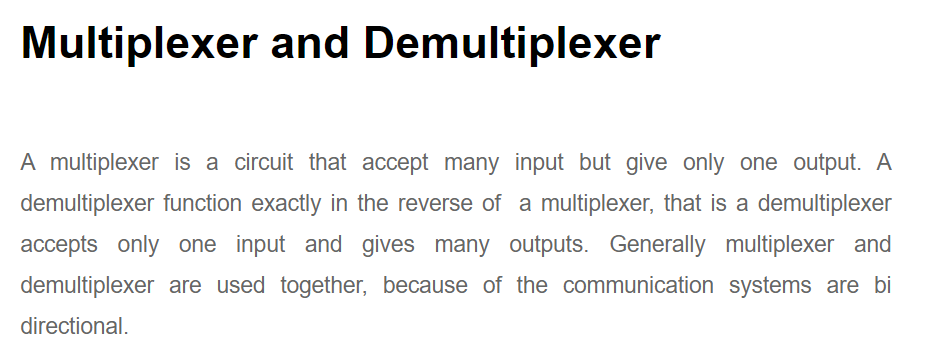 Multiplexer and Demultiplexer
A multiplexer is a circuit that accept many input but give only one output. A
demultiplexer function exactly in the reverse of  a multiplexer, that is a demultiplexer
accepts only one input and gives many outputs. Generally multiplexer and
demultiplexer are used together, because of the communication systems are bi
directional.